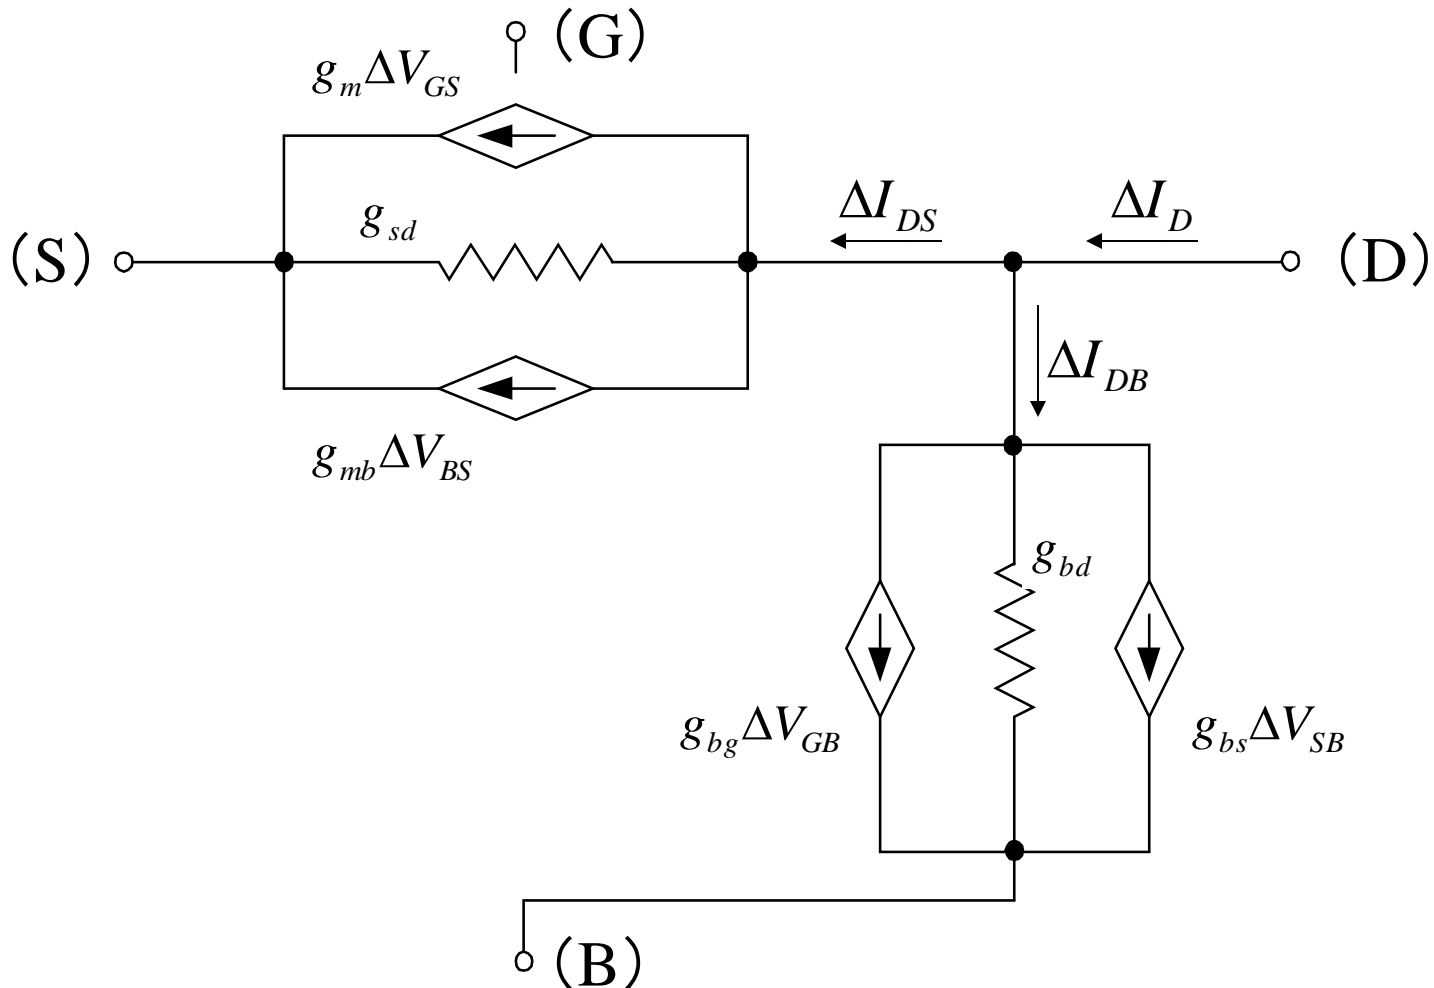 (G)
g_m ΔV_GS
g_sd
ΔI_DS
ΔI_D
(S)
(D)
ΔI_DB
g_mb ΔV_BS
g_bd
g_bg ΔV_GB
g_bs ΔV_SB
(B)